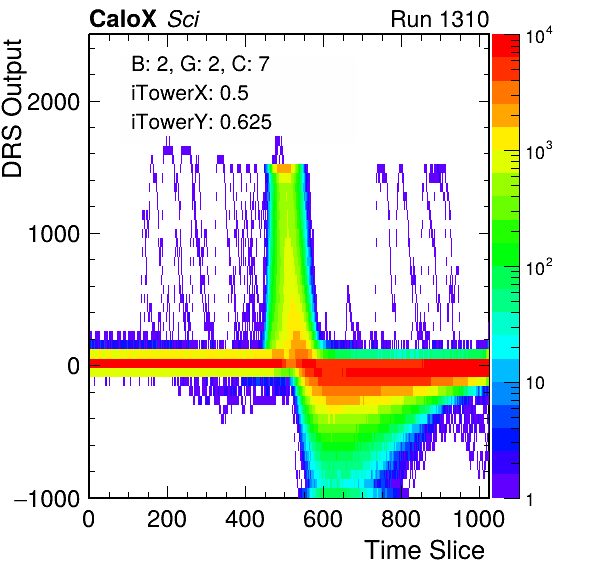 CaloX Sci
Run 1310
B: 2, G: 2, C: 7
iTowerX: 0.5
iTowerY: 0.625
DRS Output
2000
1000
0
−1000
0 200 400 600 800 1000
Time Slice
10^4
10^3
10^2
10
1